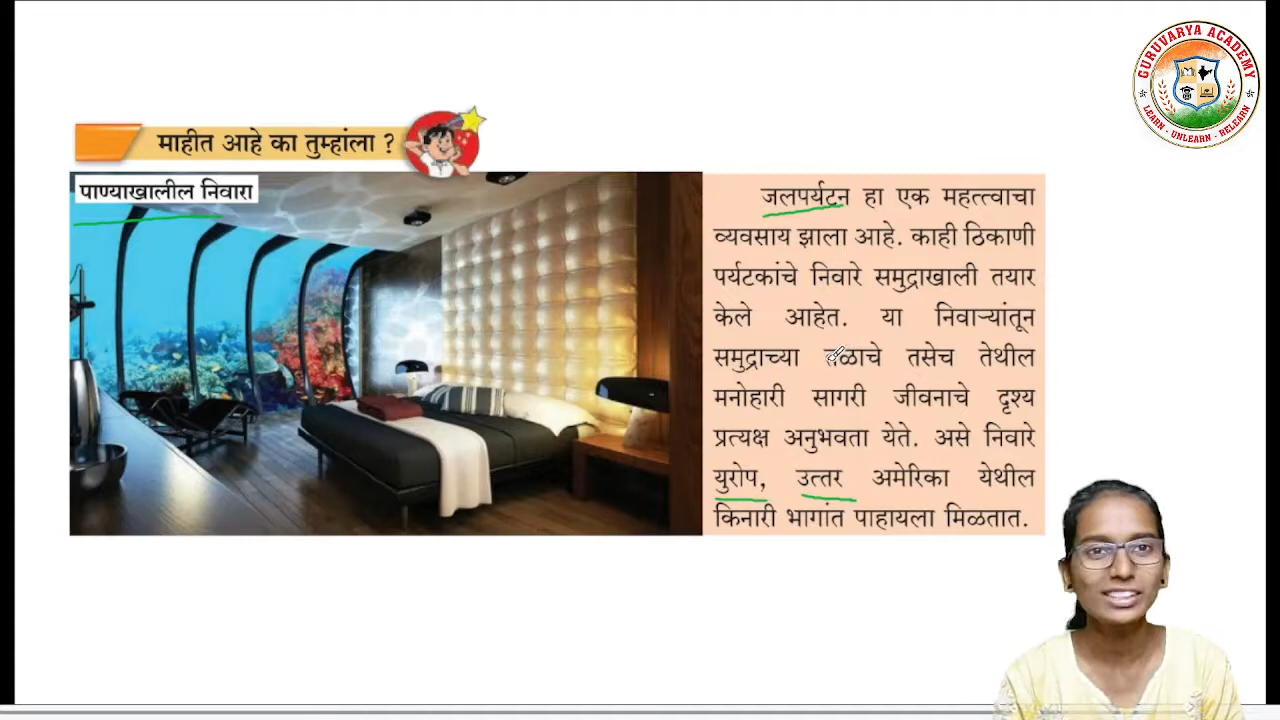 GURUVARYA ACADEMY
LEARN - UNLEARN - RELEARN
माहीत आहे का तुम्हांला ?
पाण्याखालील निवारा
जलपर्यटन हा एक महत्त्वाचा
व्यवसाय झाला आहे. काही ठिकाणी
पर्यटकांचे निवारे समुद्राखाली तयार
केले आहेत. या निवाऱ्यांतून
समुद्राच्या तळाचे तसेच तेथील
मनोहारी सागरी जीवनाचे दृश्य
प्रत्यक्ष अनुभवता येते. असे निवारे
युरोप, उत्तर अमेरिका येथील
किनारी भागांत पाहायला मिळतात.